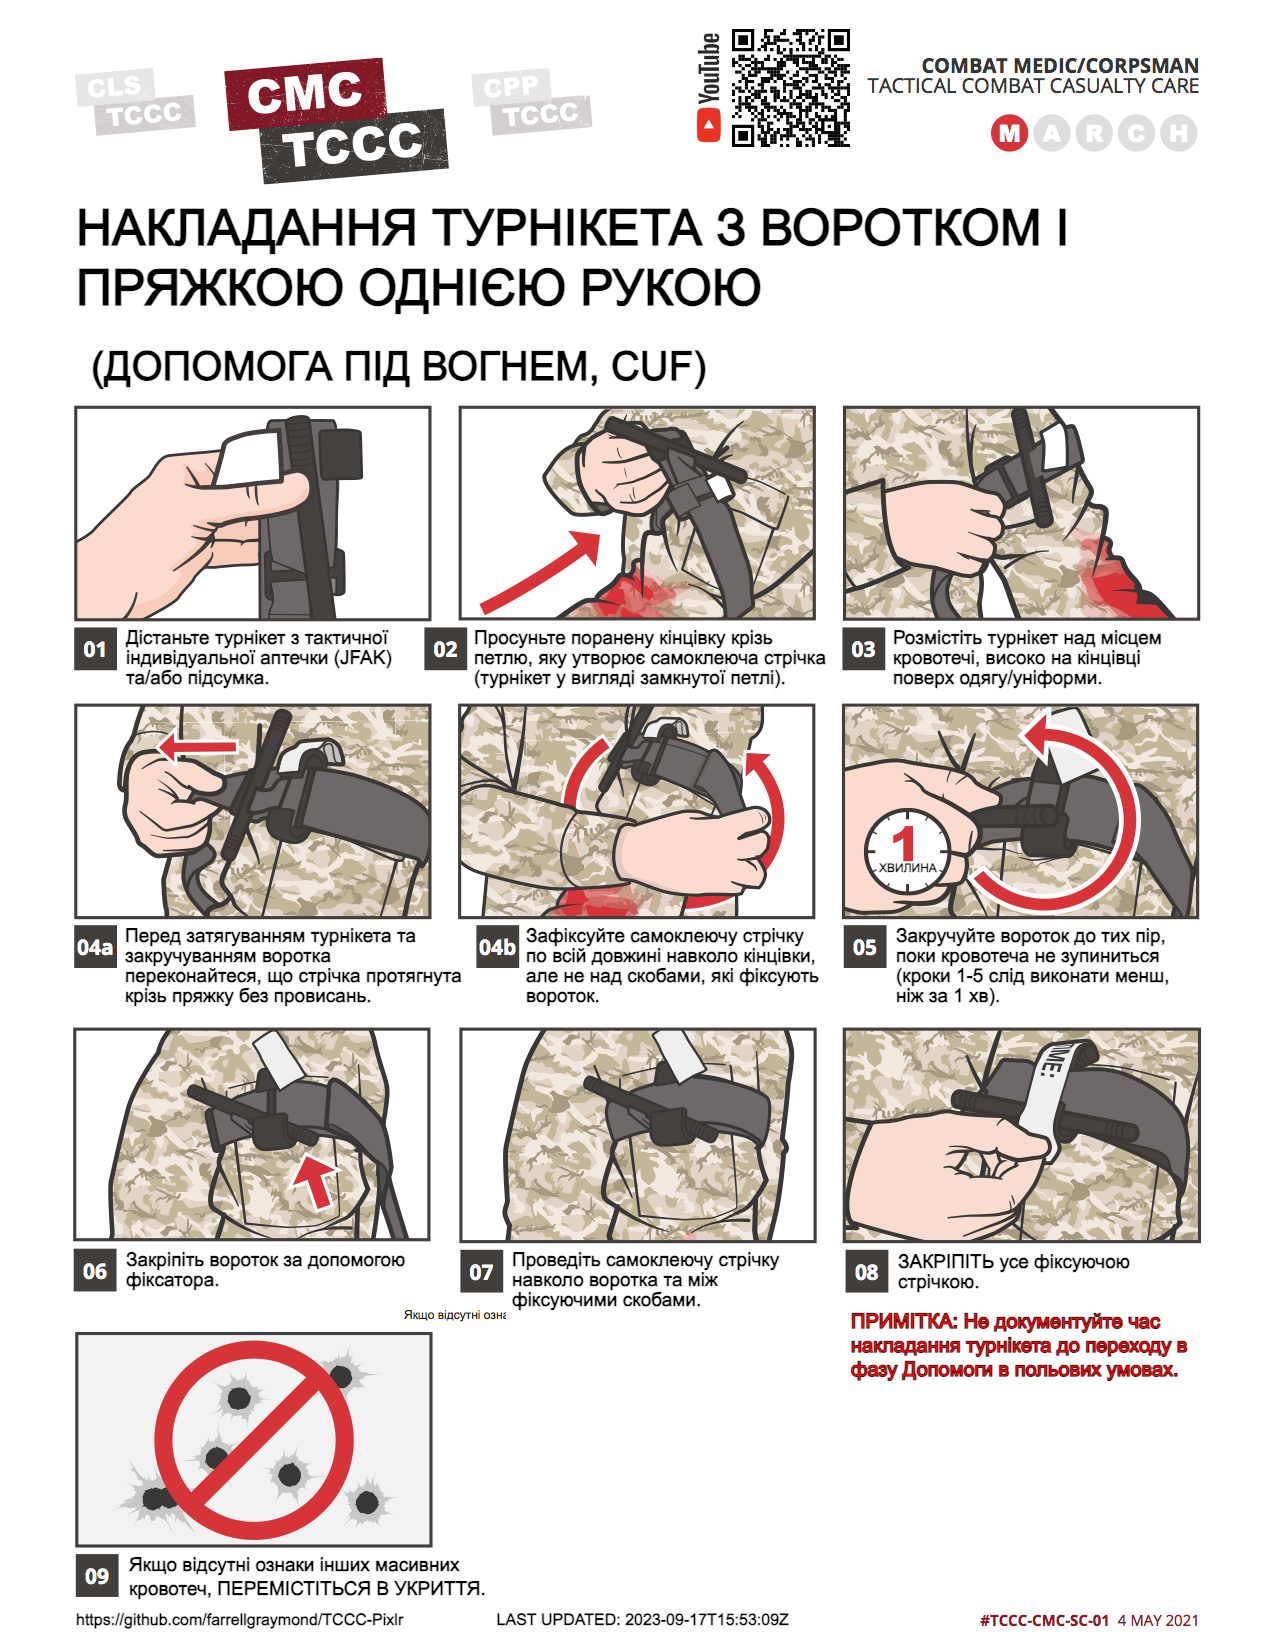 CLS
TCCC
CMC
TCCC
CPP
TCCC
YouTube
COMBAT MEDIC/CORPSMAN
TACTICAL COMBAT CASUALTY CARE
M A R C H
НАКЛАДАННЯ ТУРНІКЕТА З ВОРОТКОМ І
ПРЯЖКОЮ ОДНІЄЮ РУКОЮ
(ДОПОМОГА ПІД ВОГНЕМ, CUF)
01
Дістаньте турнікет з тактичної
індивідуальної аптечки (JFAK)
та/або підсумка.
02
Просуньте поранену кінцівку крізь
петлю, яку утворює самоклеюча стрічка
(турнікет у вигляді замкнутої петлі).
03
Розмістіть турнікет над місцем
кровотечі, високо на кінцівці
поверх одягу/уніформи.
04a
Перед затягуванням турнікета та
закручуванням воротка
переконайтеся, що стрічка протягнута
крізь пряжку без провисань.
04b
Зафіксуйте самоклеючу стрічку
по всій довжині навколо кінцівки,
але не над скобами, які фіксують
вороток.
1
ХВИЛИНА
05
Закручуйте вороток до тих пір,
поки кровотеча не зупиниться
(кроки 1-5 слід виконати менш,
ніж за 1 хв).
06
Закріпіть вороток за допомогою
фіксатора.
07
Проведіть самоклеючу стрічку
навколо воротка та між
фіксуючими скобами.
TIME:
08
ЗАКРІПІТЬ усе фіксуючою
стрічкою.
Якщо відсутні озна
ПРИМІТКА: Не документуйте час
накладання турнікета до переходу в
фазу Допомоги в польових умовах.
09
Якщо відсутні ознаки інших масивних
кровотеч, ПЕРЕМІСТІТЬСЯ В УКРИТТЯ.
https://github.com/farrellgraymond/TCCC-Pixlr
LAST UPDATED: 2023-09-17T15:53:09Z
#TCCC-CMC-SC-01 4 MAY 2021